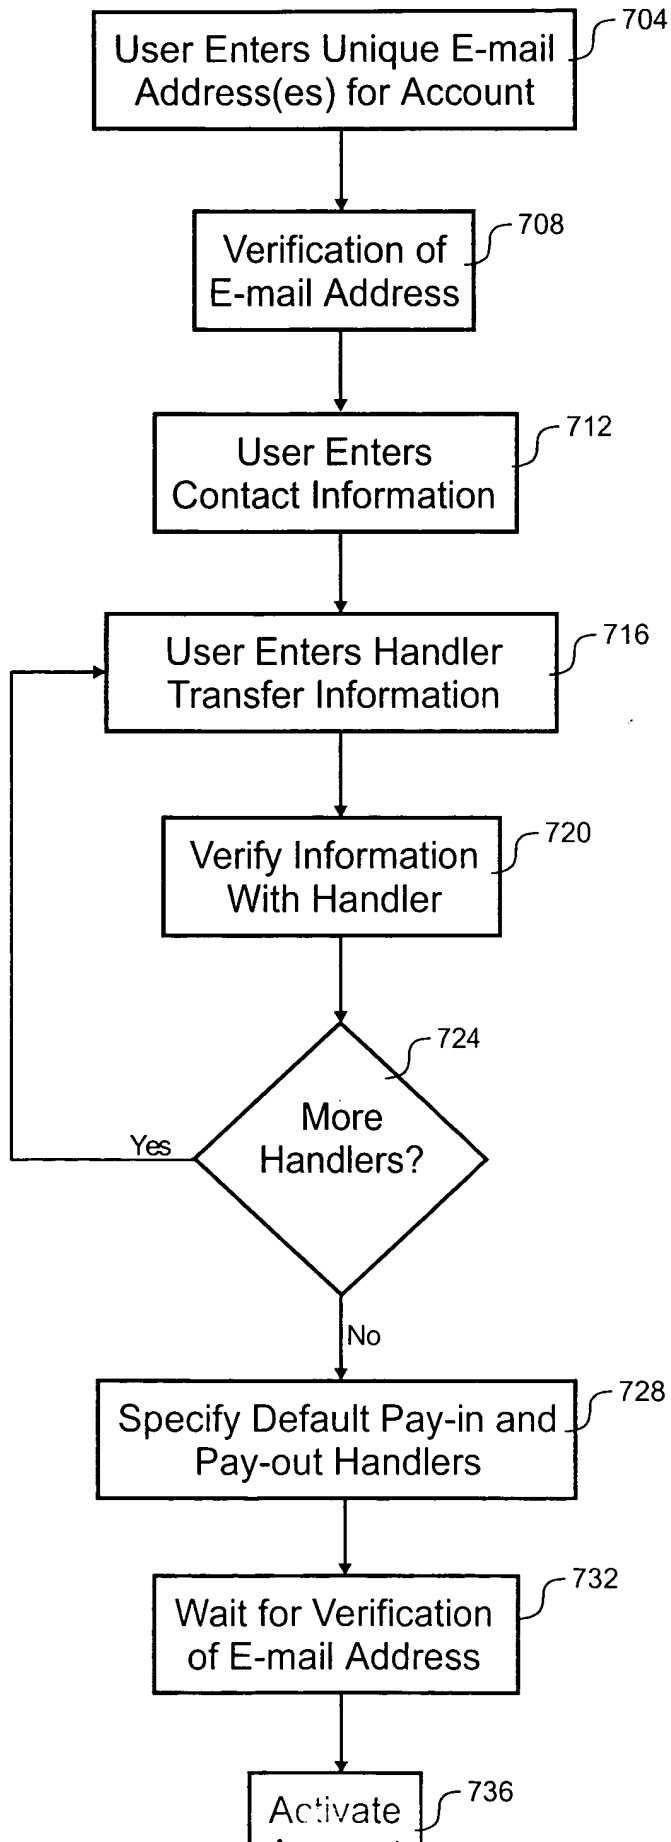 User Enters Unique E-mail
Address(es) for Account
704
Verification of
E-mail Address
708
User Enters
Contact Information
712
User Enters Handler
Transfer Information
716
Verify Information
With Handler
720
More
Handlers?
724
Yes
No
Specify Default Pay-in and
Pay-out Handlers
728
Wait for Verification
of E-mail Address
732
Activate
736